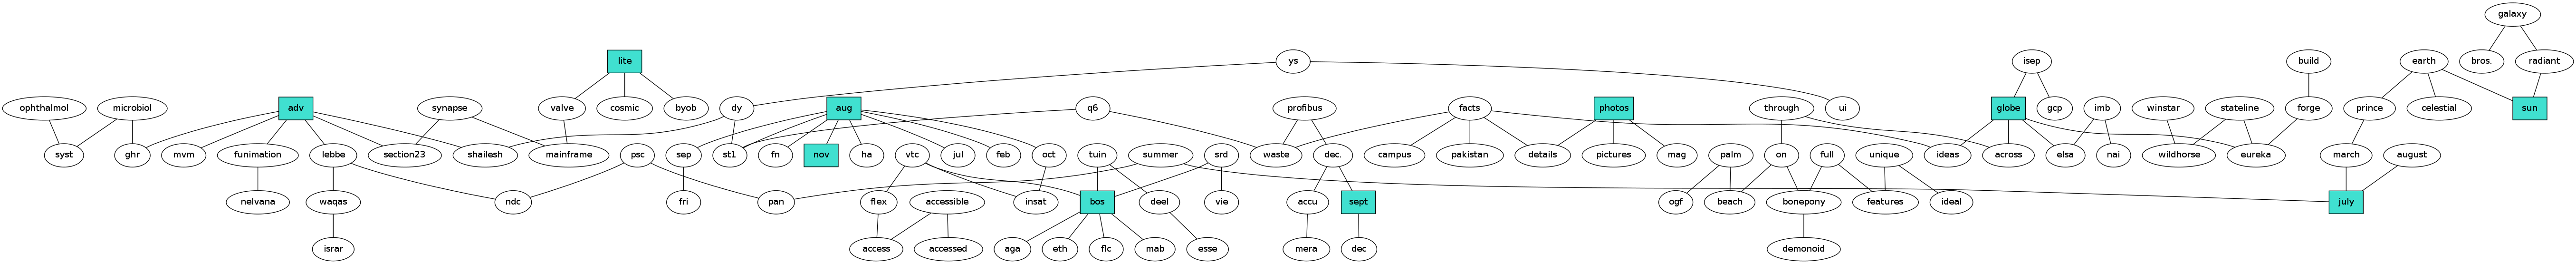 galaxy
lite
ys
isep
build
earth
bros.
radiant
ophthalmol
microbiol
adv
synapse
valve
cosmic
byob
dy
aug
q6
profibus
facts
photos
through
ui
globe
gcp
imb
winstar
stateline
forge
prince
celestial
sun
syst
ghr
mvm
funimation
lebbe
section23
shailesh
mainframe
psc
sep
st1
fn
nov
ha
vtc
jul
feb
oct
tuin
summer
srd
waste
dec.
campus
pakistan
details
pictures
mag
palm
on
full
unique
ideas
across
elsa
nai
wildhorse
eureka
march
august
nelvana
waqas
ndc
fri
pan
flex
accessible
insat
bos
deel
vie
accu
sept
ogf
beach
bonepony
features
ideal
july
israr
access
accessed
aga
eth
flc
mab
esse
mera
dec
demonoid